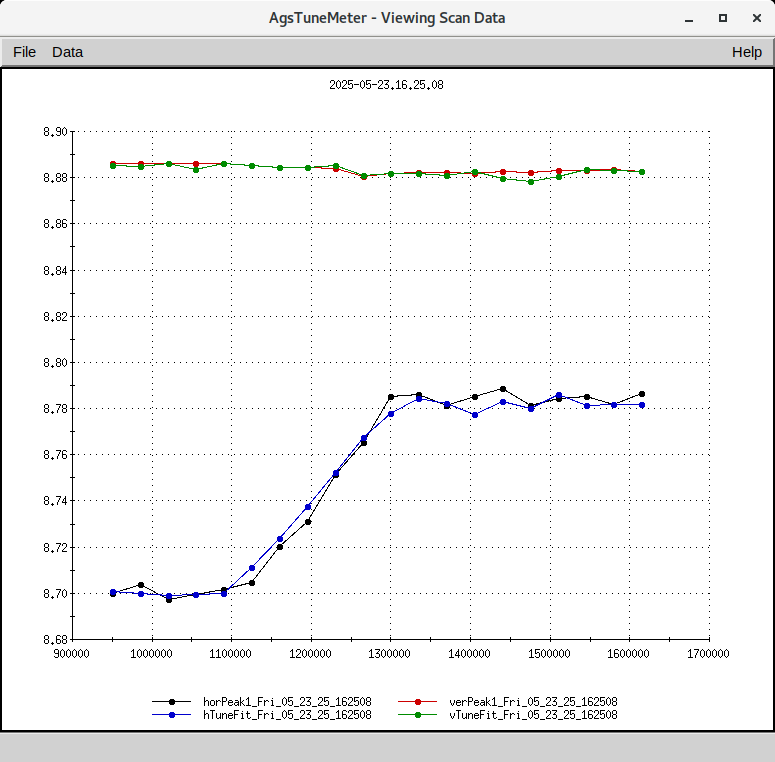 AgsTuneMeter - Viewing Scan Data
File Data Help
2025-05-23.16.25.08
8.90
8.88
8.86
8.84
8.82
8.80
8.78
8.76
8.74
8.72
8.70
8.68
900000 1000000 1100000 1200000 1300000 1400000 1500000 1600000 1700000
horPeak1_Fri_05_23_25_162508 verPeak1_Fri_05_23_25_162508
hTuneFit_Fri_05_23_25_162508 vTuneFit_Fri_05_23_25_162508